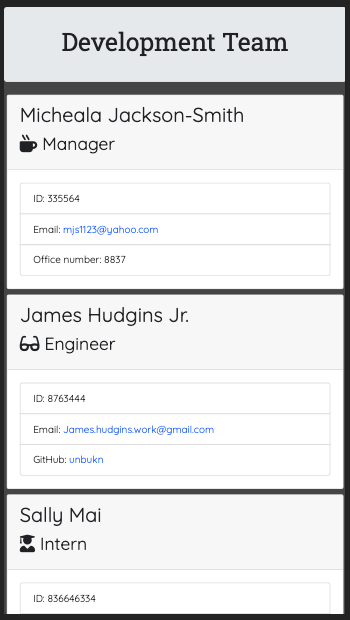 Development Team
Micheala Jackson-Smith
Manager
ID: 335564
Email: mjs1123@yahoo.com
Office number: 8837
James Hudgins Jr.
Engineer
ID: 8763444
Email: James.hudgins.work@gmail.com
GitHub: unbukn
Sally Mai
Intern
ID: 836646334